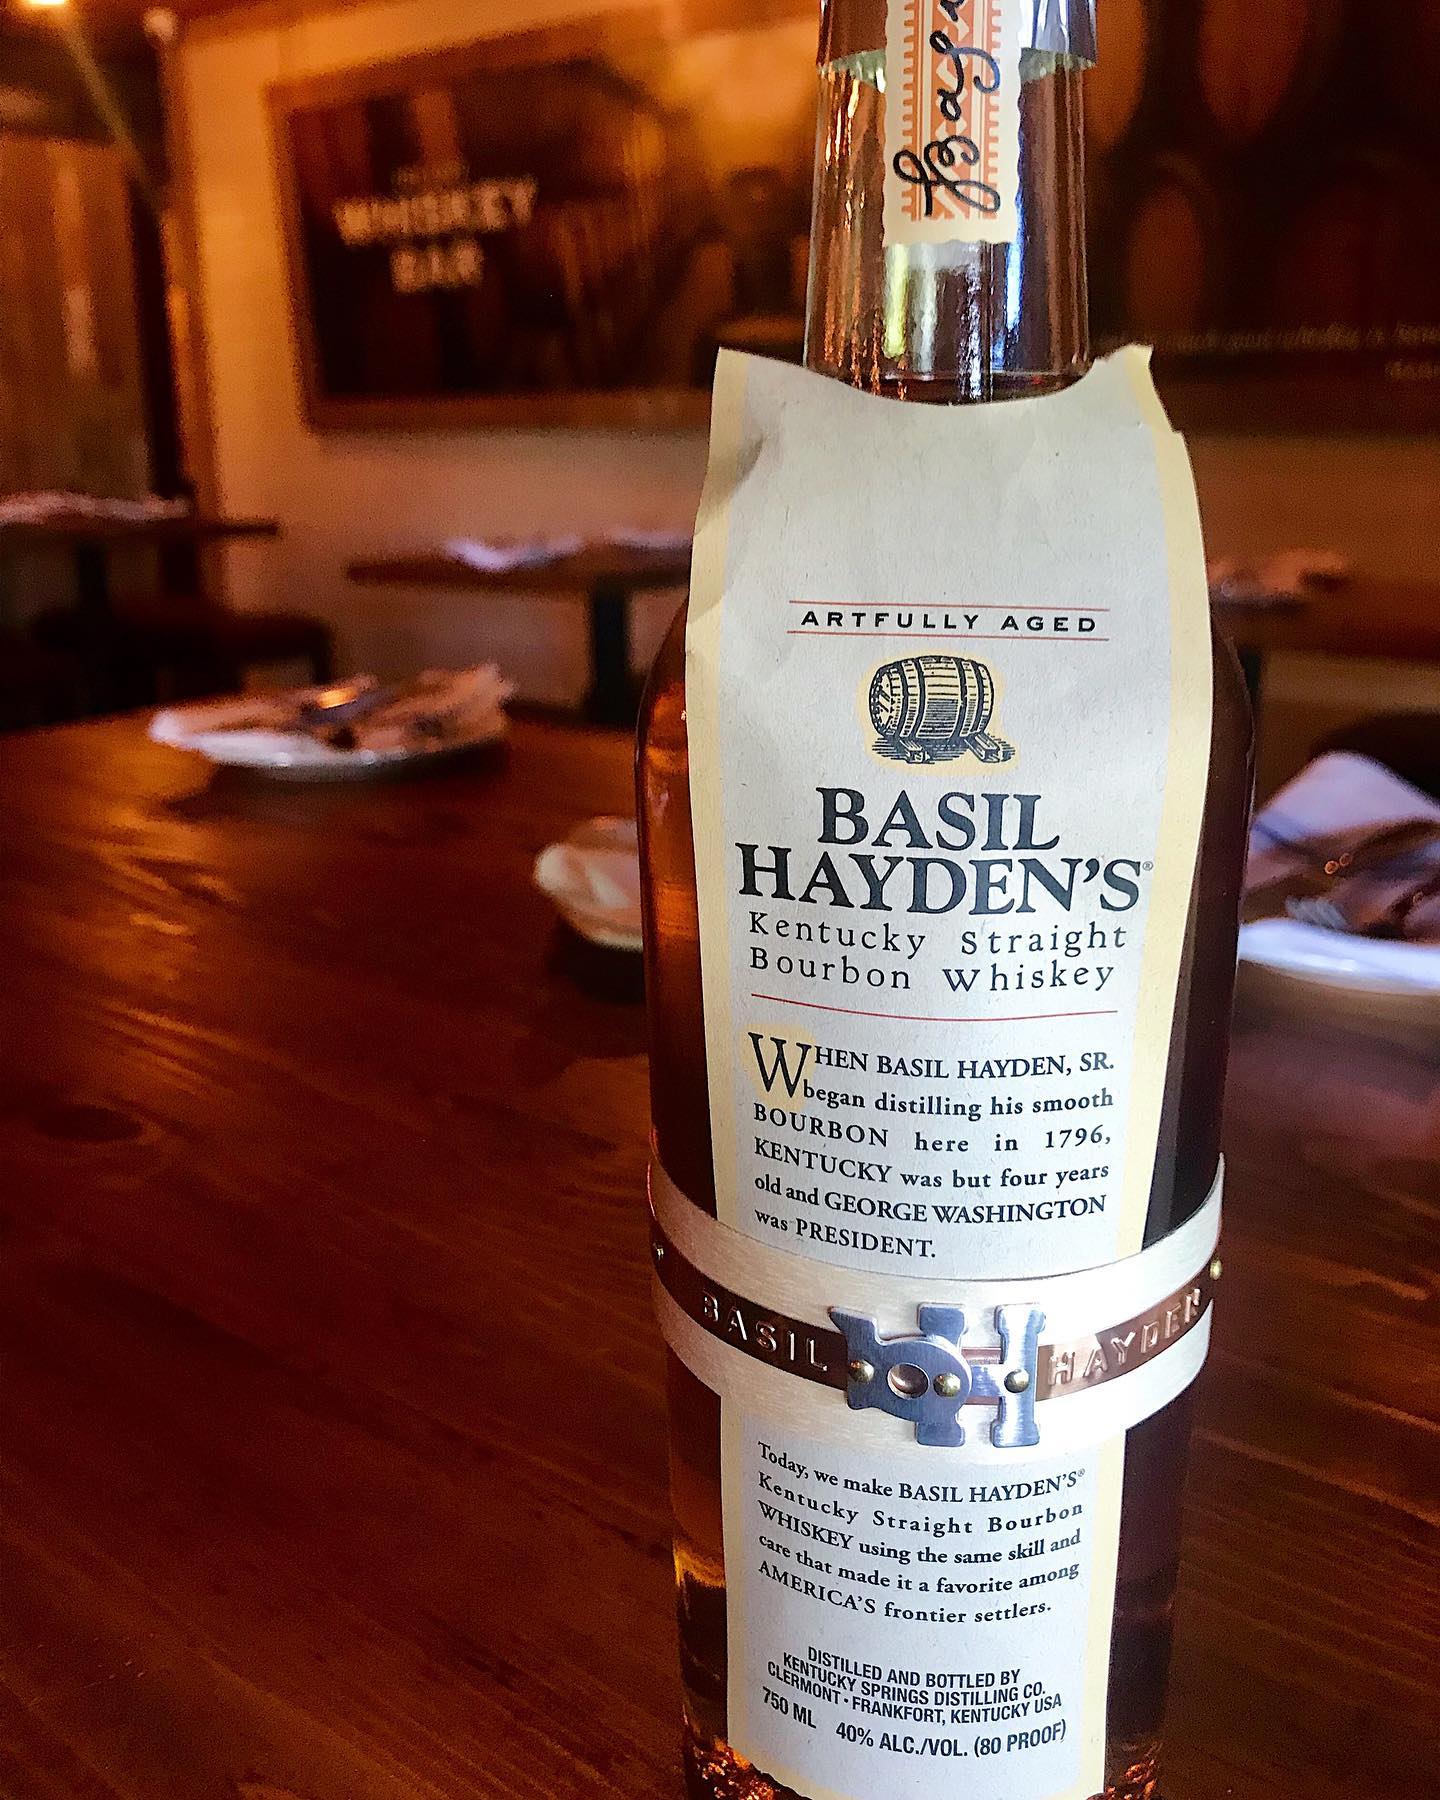 Basil
WHISKEY
BAR
ARTFULLY AGED
BASIL
HAYDEN'S®
Kentucky Straight
Bourbon Whiskey
WHEN BASIL HAYDEN, SR.
began distilling his smooth
BOURBON here in 1796,
KENTUCKY was but four years
old and GEORGE WASHINGTON
was PRESIDENT.
BASIL BH HAYDEN
Today, we make BASIL HAYDEN'S®
Kentucky Straight Bourbon
WHISKEY using the same skill and
care that made it a favorite among
AMERICA'S frontier settlers.
DISTILLED AND BOTTLED BY
KENTUCKY SPRINGS DISTILLING CO.
CLERMONT • FRANKFORT, KENTUCKY USA
750 ML 40% ALC./VOL. (80 PROOF)